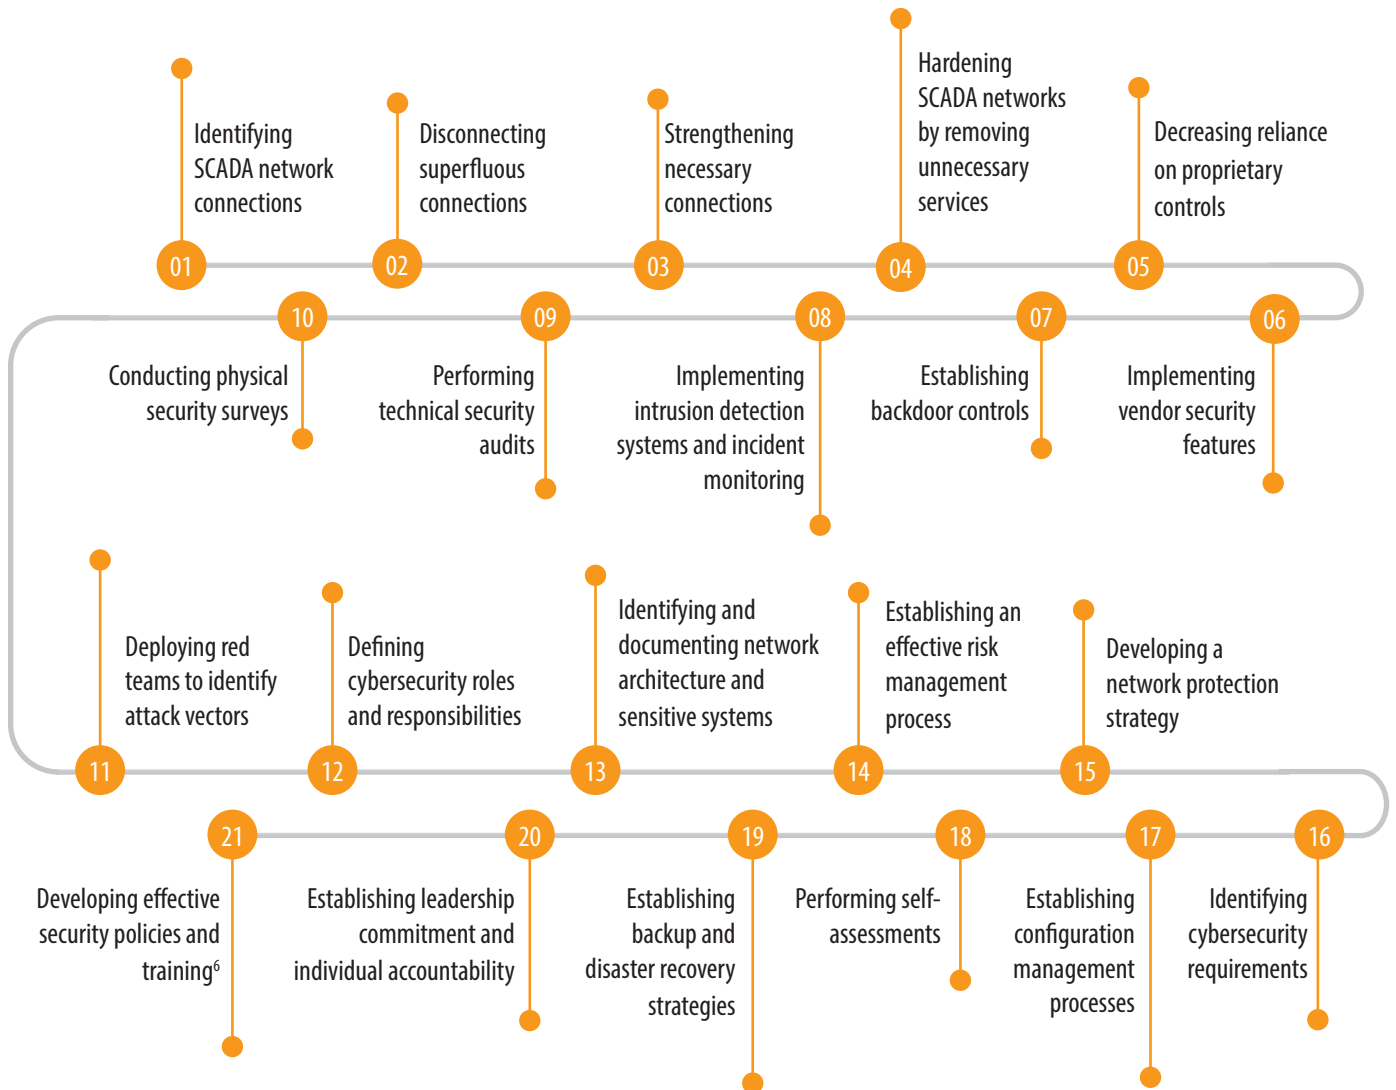 Identifying
SCADA network
connections
01
Disconnecting
superfluous
connections
02
Strengthening
necessary
connections
03
Hardening
SCADA networks
by removing
unnecessary
services
04
Decreasing reliance
on proprietary
controls
05
06
Implementing
vendor security
features
07
Establishing
backdoor controls
08
Implementing
intrusion detection
systems and incident
monitoring
09
Performing
technical security
audits
10
Conducting physical
security surveys
Deploying red
teams to identify
attack vectors
11
Defining
cybersecurity roles
and responsibilities
12
Identifying and
documenting network
architecture and
sensitive systems
13
Establishing an
effective risk
management
process
14
Developing a
network protection
strategy
15
16
Identifying
cybersecurity
requirements
17
Establishing
configuration
management
processes
18
Performing self-
assessments
19
Establishing
backup and
disaster recovery
strategies
20
Establishing leadership
commitment and
individual accountability
21
Developing effective
security policies and
training⁶